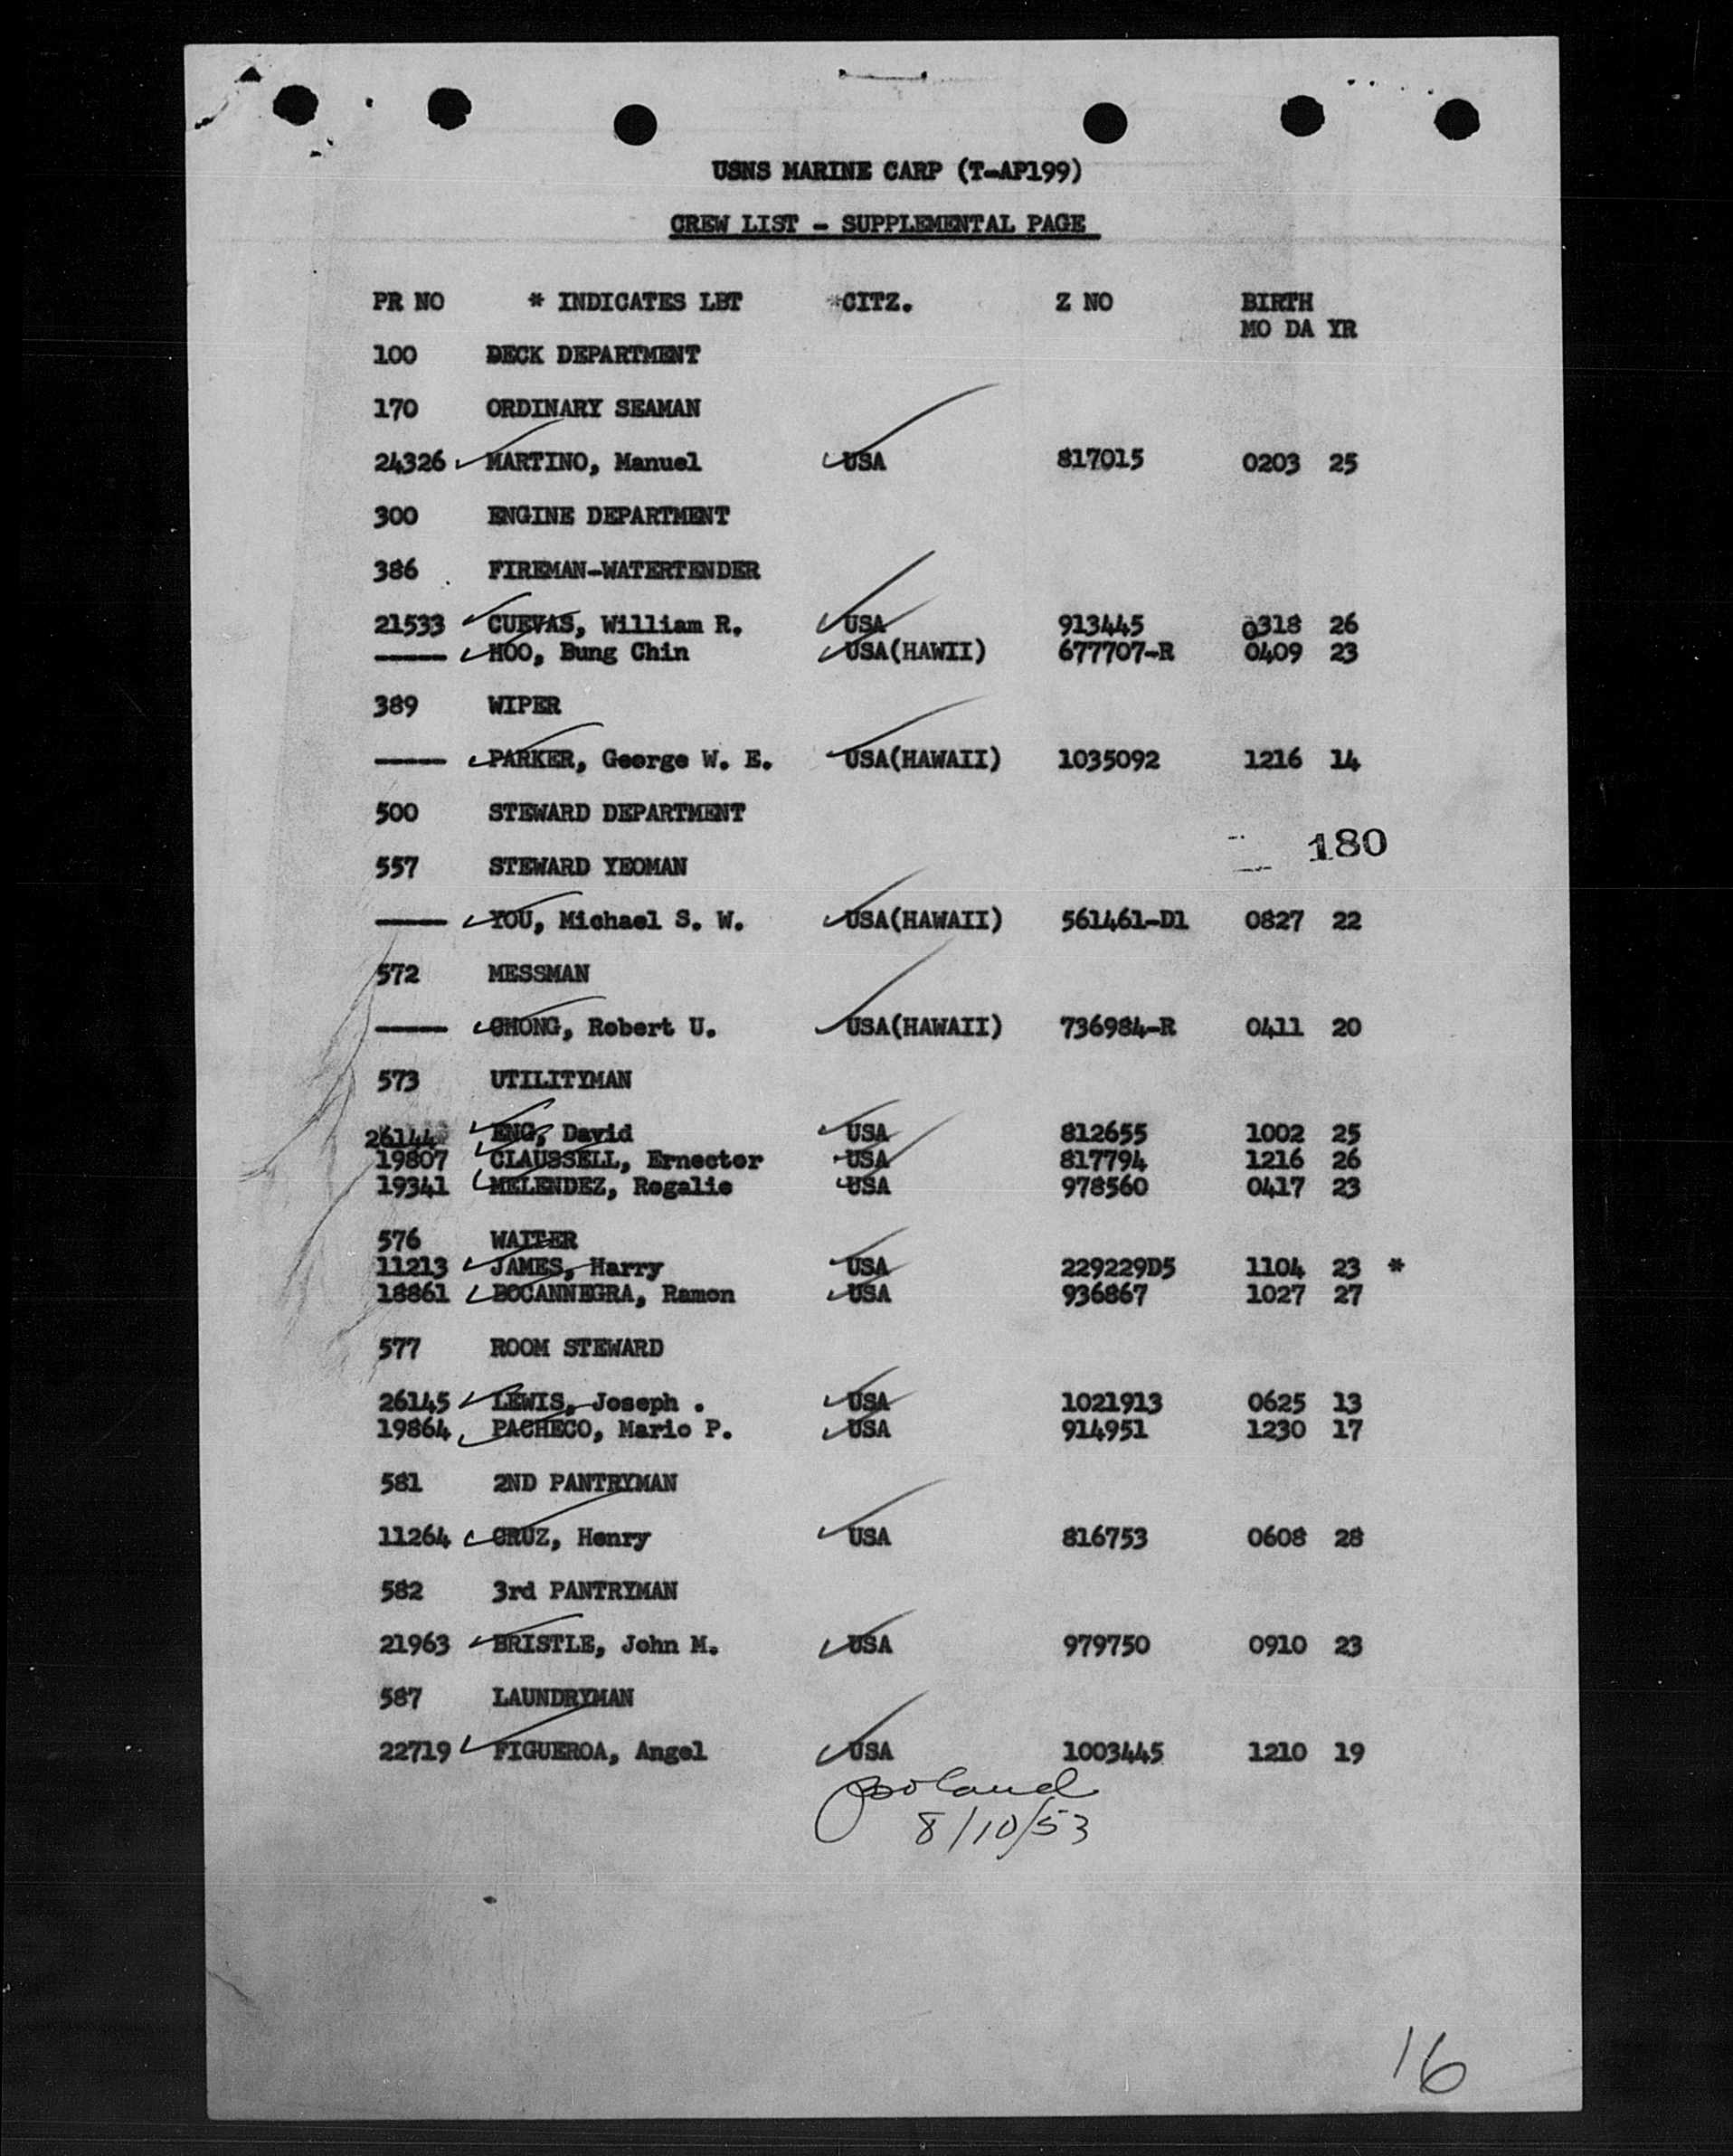 USNS MARINE CARP (T-AP199)
CREW LIST - SUPPLEMENTAL PAGE
PR NO * INDICATES LBT *CITZ. Z NO BIRTH
MO DA YR
100 DECK DEPARTMENT
170 ORDINARY SEAMAN
24326 MARTINO, Manuel USA 817015 0203 25
300 ENGINE DEPARTMENT
386 FIREMAN-WATERTENDER
21533 CUEVAS, William R. USA 913445 0318 26
---- HOO, Bung Chin USA(HAWII) 677707-R 0409 23
389 WIPER
---- PARKER, George W. E. USA(HAWAII) 1035092 1216 14
500 STEWARD DEPARTMENT
180
557 STEWARD YEOMAN
---- YOU, Michael S. W. USA(HAWAII) 561461-D1 0827 22
572 MESSMAN
---- CHONG, Robert U. USA(HAWAII) 736984-R 0411 20
573 UTILITYMAN
26144 ENG, David USA 812655 1002 25
19807 CLAUSSELL, Ernector USA 817794 1216 26
19341 MELENDEZ, Rogalio USA 978560 0417 23
576 WAITER
11213 JAMES, Harry USA 229229D5 1104 23 *
18861 BOCANNEGRA, Ramon USA 936867 1027 27
577 ROOM STEWARD
26145 LEWIS, Joseph . USA 1021913 0625 13
19864 PACHECO, Mario P. USA 914951 1230 17
581 2ND PANTRYMAN
11264 CRUZ, Henry USA 816753 0608 28
582 3rd PANTRYMAN
21963 BRISTLE, John M. USA 979750 0910 23
587 LAUNDRYMAN
22719 FIGUEROA, Angel USA 1003445 1210 19
8/10/53
16